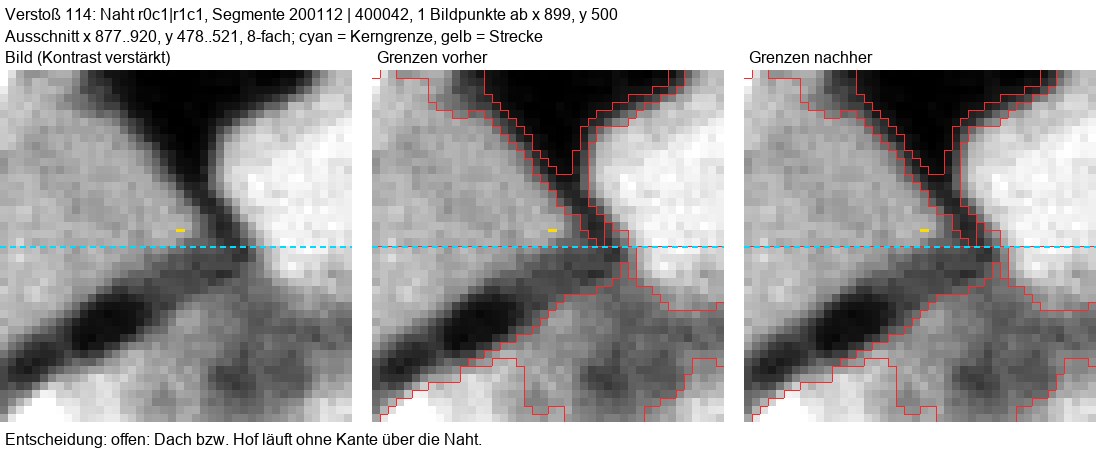 Verstoß 114: Naht r0c1|r1c1, Segmente 200112 | 400042, 1 Bildpunkte ab x 899, y 500
Ausschnitt x 877..920, y 478..521, 8-fach; cyan = Kerngrenze, gelb = Strecke
Bild (Kontrast verstärkt) Grenzen vorher Grenzen nachher
Entscheidung: offen: Dach bzw. Hof läuft ohne Kante über die Naht.